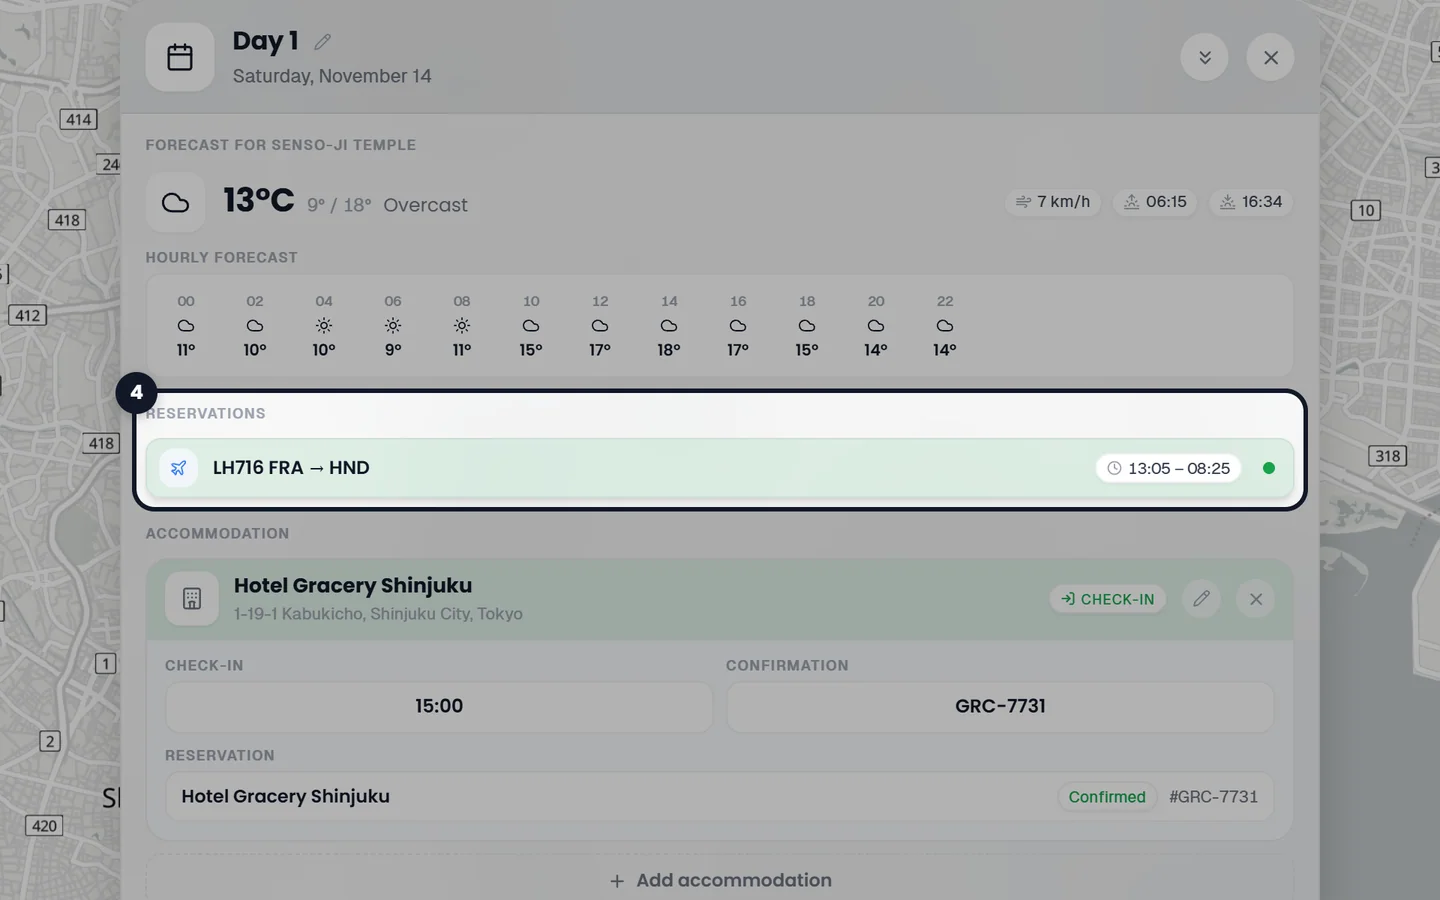 Day 1
Saturday, November 14
FORECAST FOR SENSO-JI TEMPLE
13°C 9° / 18° Overcast
7 km/h 06:15 16:34
HOURLY FORECAST
00 02 04 06 08 10 12 14 16 18 20 22
11° 10° 10° 9° 11° 15° 17° 18° 17° 15° 14° 14°
4
RESERVATIONS
LH716 FRA → HND 13:05 – 08:25
ACCOMMODATION
Hotel Gracery Shinjuku
1-19-1 Kabukicho, Shinjuku City, Tokyo
CHECK-IN
CHECK-IN CONFIRMATION
15:00 GRC-7731
RESERVATION
Hotel Gracery Shinjuku Confirmed #GRC-7731
+ Add accommodation
414
24
418
412
418
1
2
420
10
318